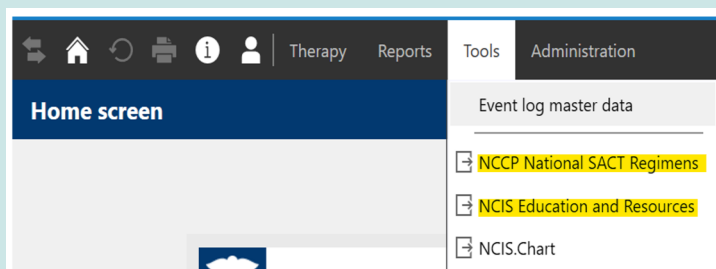 Therapy Reports Tools Administration
Home screen
Event log master data
NCCP National SACT Regimens
NCIS Education and Resources
NCIS.Chart